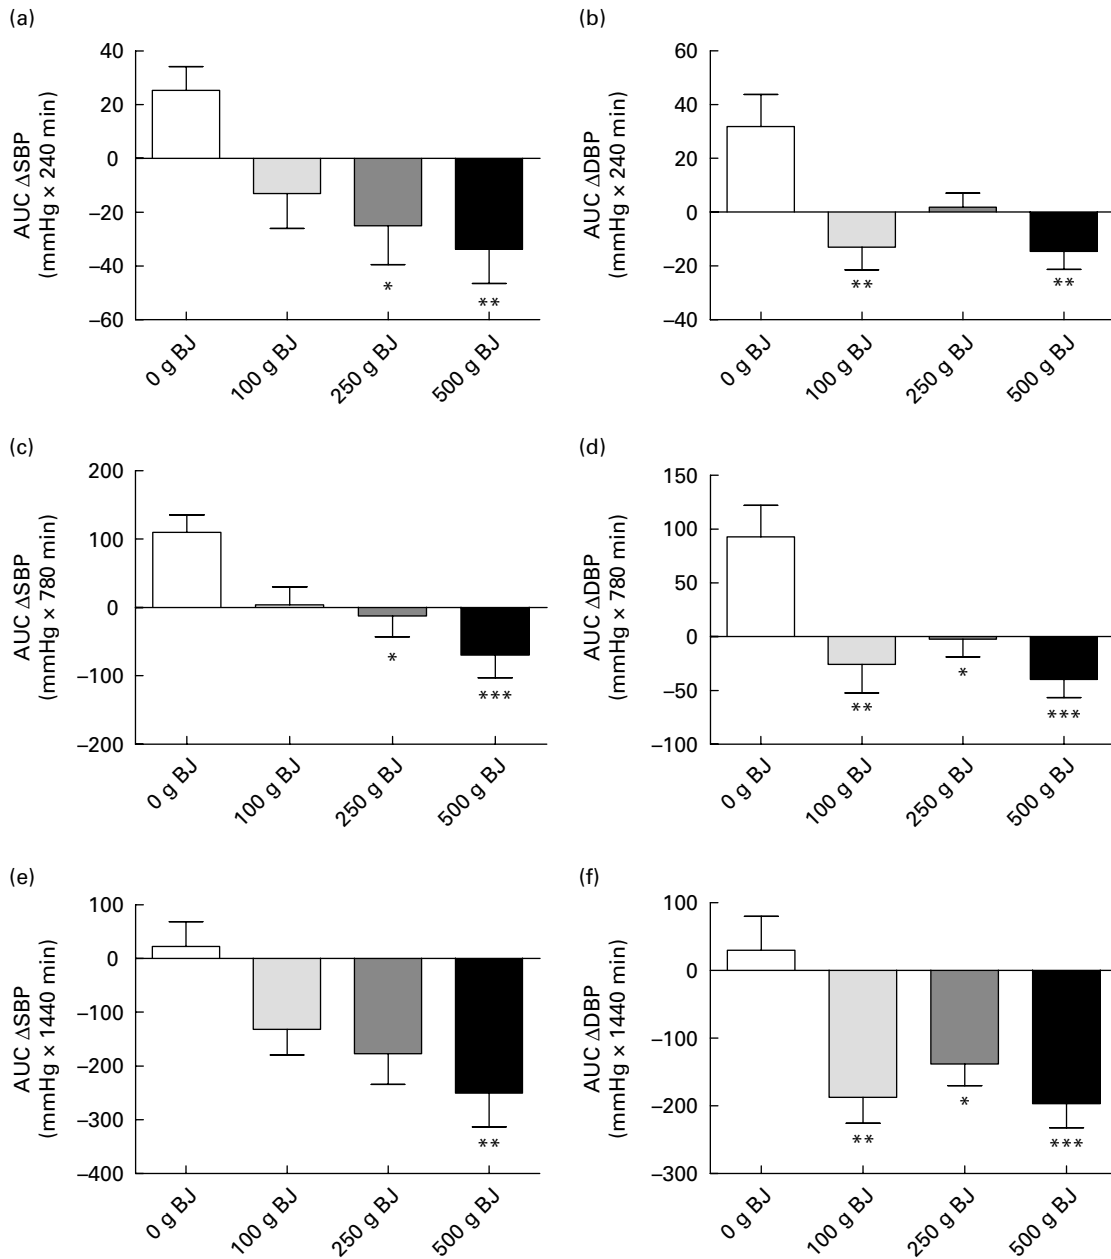 (a)
AUC ΔSBP
(mmHg × 240 min)
40
20
0
−20
−40
−60
*
**
0 g BJ
100 g BJ
250 g BJ
500 g BJ
(b)
AUC ΔDBP
(mmHg × 240 min)
60
40
20
0
−20
−40
**
**
0 g BJ
100 g BJ
250 g BJ
500 g BJ
(c)
AUC ΔSBP
(mmHg × 780 min)
200
100
0
−100
−200
*
***
0 g BJ
100 g BJ
250 g BJ
500 g BJ
(d)
AUC ΔDBP
(mmHg × 780 min)
150
100
50
0
−50
−100
**
*
***
0 g BJ
100 g BJ
250 g BJ
500 g BJ
(e)
AUC ΔSBP
(mmHg × 1440 min)
100
0
−100
−200
−300
−400
**
0 g BJ
100 g BJ
250 g BJ
500 g BJ
(f)
AUC ΔDBP
(mmHg × 1440 min)
100
0
−100
−200
−300
**
*
***
0 g BJ
100 g BJ
250 g BJ
500 g BJ